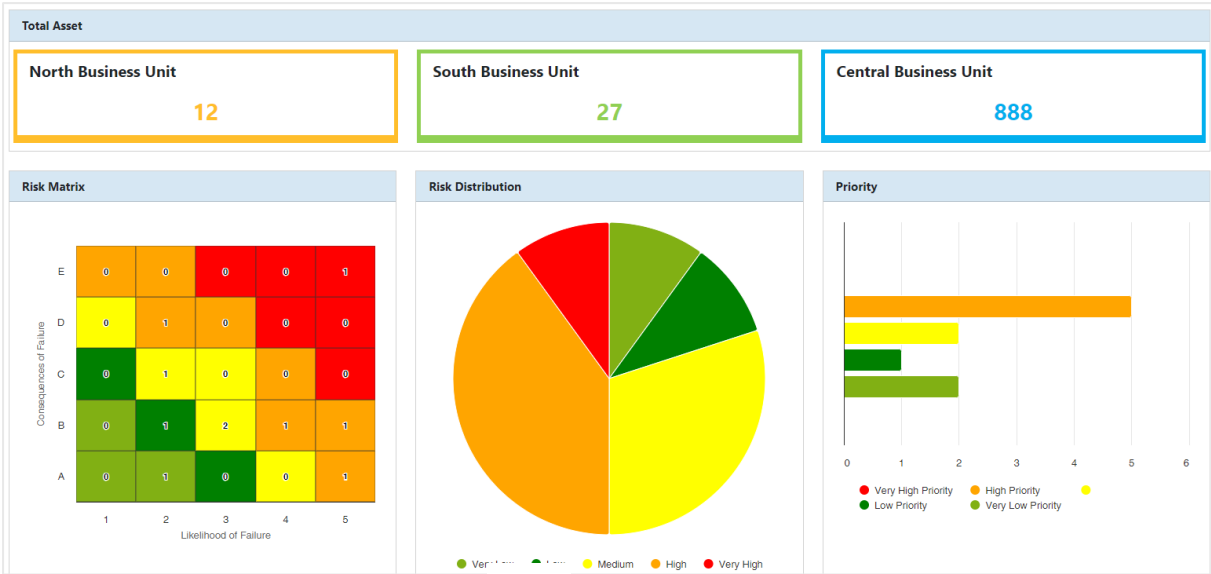 Total Asset
North Business Unit
12
South Business Unit
27
Central Business Unit
888
Risk Matrix
Consequences of Failure
E 0 0 0 0 1
D 0 1 0 0 0
C 0 1 0 0 0
B 0 1 2 1 1
A 0 1 0 0 1
1 2 3 4 5
Likelihood of Failure
Risk Distribution
Medium High Very High
Priority
0 1 2 3 4 5 6
Very High Priority High Priority
Low Priority Very Low Priority